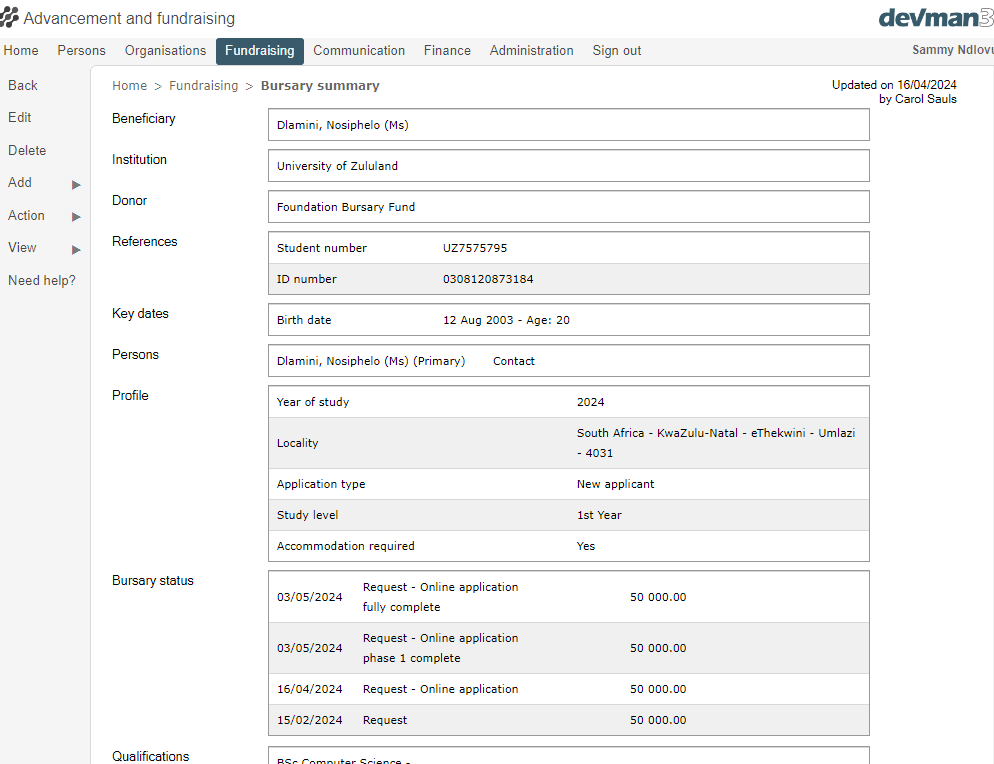 Advancement and fundraising
devman3
Home Persons Organisations Fundraising Communication Finance Administration Sign out Sammy Ndlovu
Back
Edit
Delete
Add
Action
View
Need help?
Home > Fundraising > Bursary summary
Updated on 16/04/2024
by Carol Sauls
Beneficiary
Dlamini, Nosiphelo (Ms)
Institution
University of Zululand
Donor
Foundation Bursary Fund
References
Student number UZ7575795
ID number 0308120873184
Key dates
Birth date 12 Aug 2003 - Age: 20
Persons
Dlamini, Nosiphelo (Ms) (Primary) Contact
Profile
Year of study 2024
Locality South Africa - KwaZulu-Natal - eThekwini - Umlazi
- 4031
Application type New applicant
Study level 1st Year
Accommodation required Yes
Bursary status
03/05/2024 Request - Online application
fully complete 50 000.00
03/05/2024 Request - Online application
phase 1 complete 50 000.00
16/04/2024 Request - Online application 50 000.00
15/02/2024 Request 50 000.00
Qualifications
BSc Computer Science -